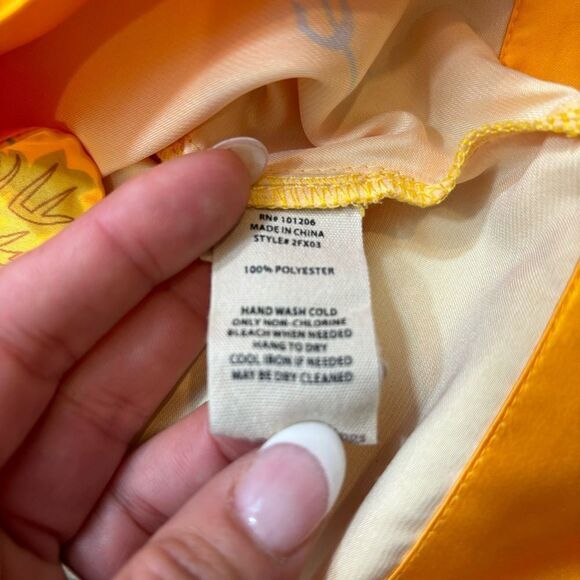 RN# 101206
MADE IN CHINA
STYLE# 2FX03
100% POLYESTER
HAND WASH COLD
ONLY NON-CHLORINE
BLEACH WHEN NEEDED
HANG TO DRY
COOL IRON IF NEEDED
MAY BE DRY CLEANED